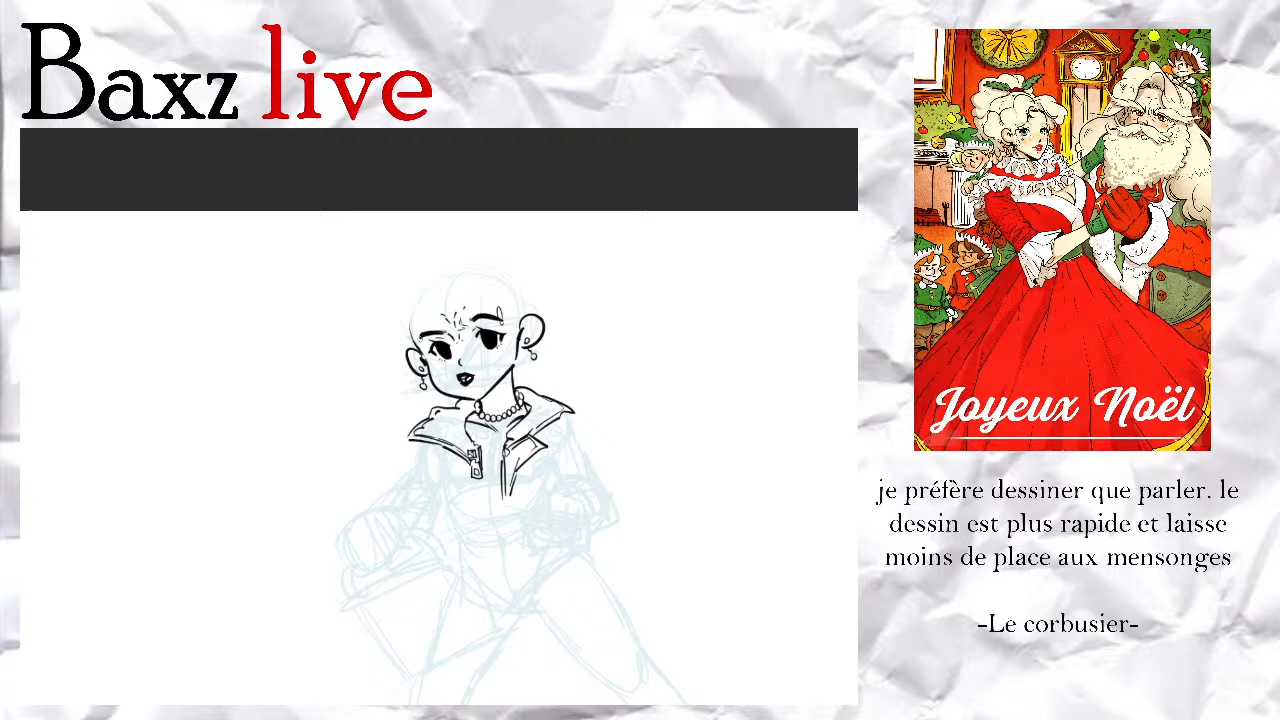 Baxz live
Joyeux Noël
je préfère dessiner que parler. le
dessin est plus rapide et laisse
moins de place aux mensonges
-Le corbusier-